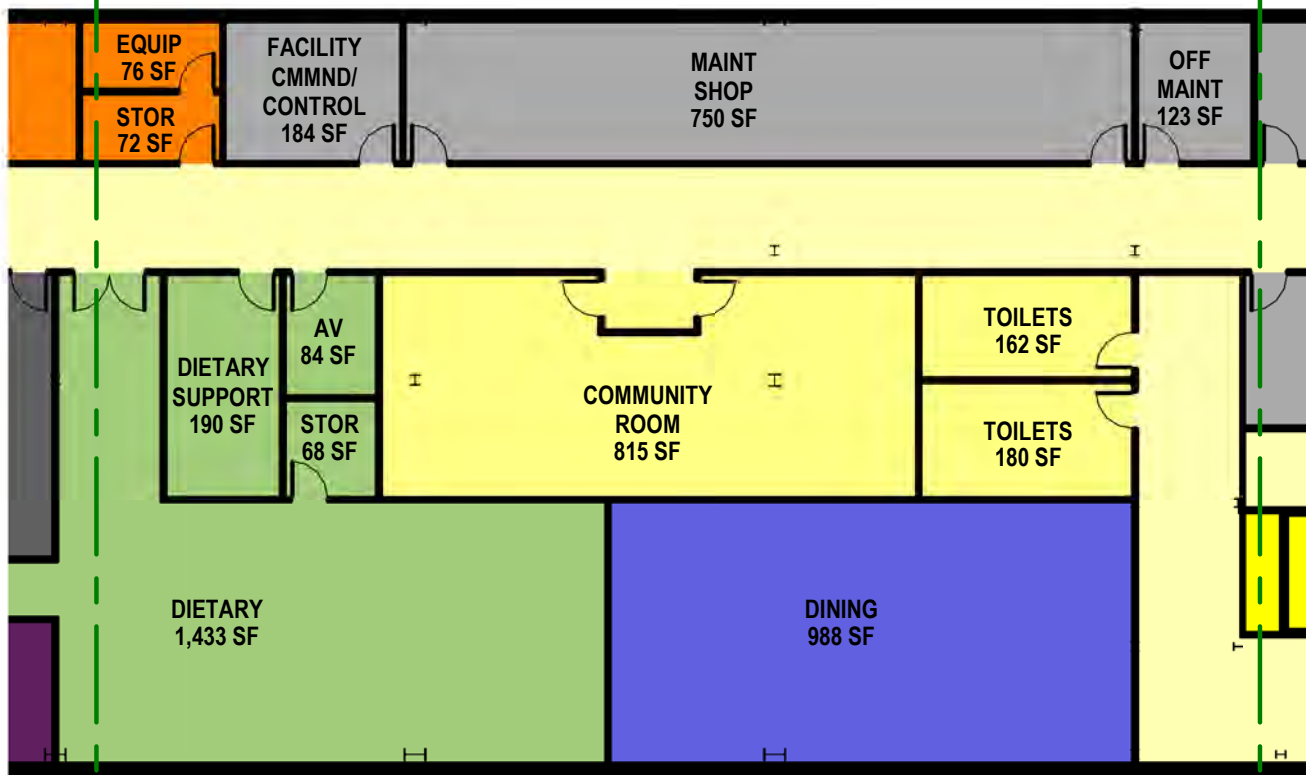 EQUIP
76 SF
STOR
72 SF
FACILITY
CMMND/
CONTROL
184 SF
MAINT
SHOP
750 SF
OFF
MAINT
123 SF
AV
84 SF
DIETARY
SUPPORT
190 SF
STOR
68 SF
COMMUNITY
ROOM
815 SF
TOILETS
162 SF
TOILETS
180 SF
DIETARY
1,433 SF
DINING
988 SF